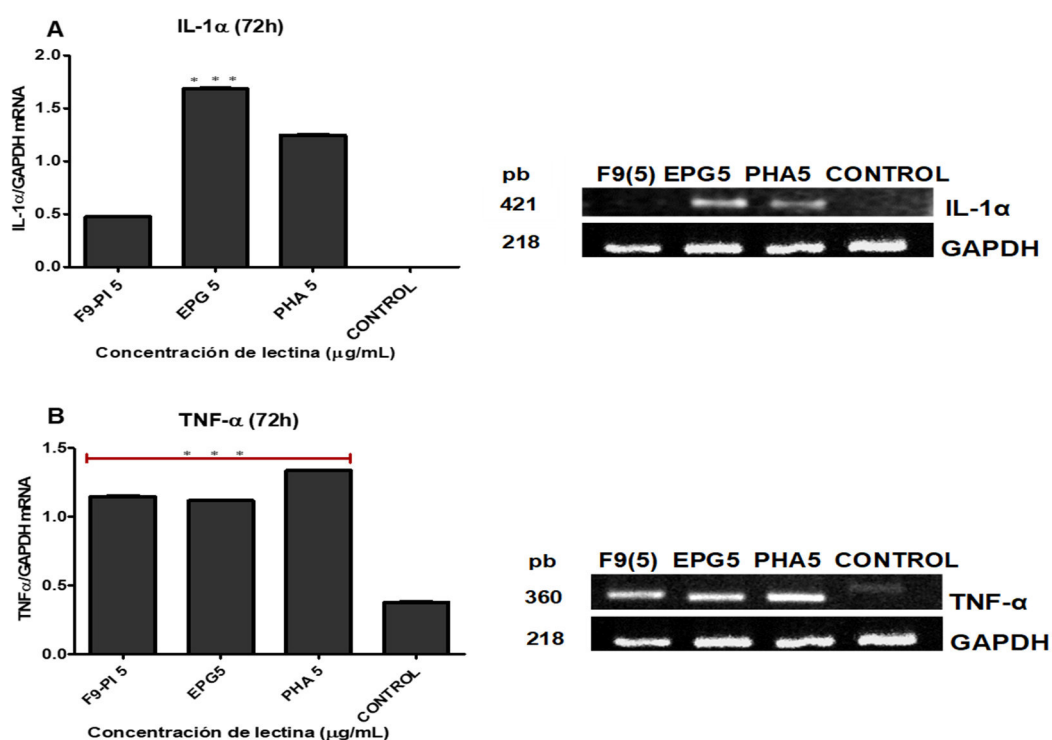 A
IL-1α (72h)
2.0
1.5
1.0
0.5
0.0
IL-1α/GAPDH mRNA
* * *
F9-PI 5
EPG 5
PHA 5
CONTROL
Concentración de lectina (μg/mL)
pb F9(5) EPG5 PHA5 CONTROL
421 IL-1α
218 GAPDH
B
TNF-α (72h)
1.5
1.0
0.5
0.0
TNFα/GAPDH mRNA
* * *
F9-PI 5
EPG5
PHA 5
CONTROL
Concentración de lectina (μg/mL)
pb F9(5) EPG5 PHA5 CONTROL
360 TNF-α
218 GAPDH